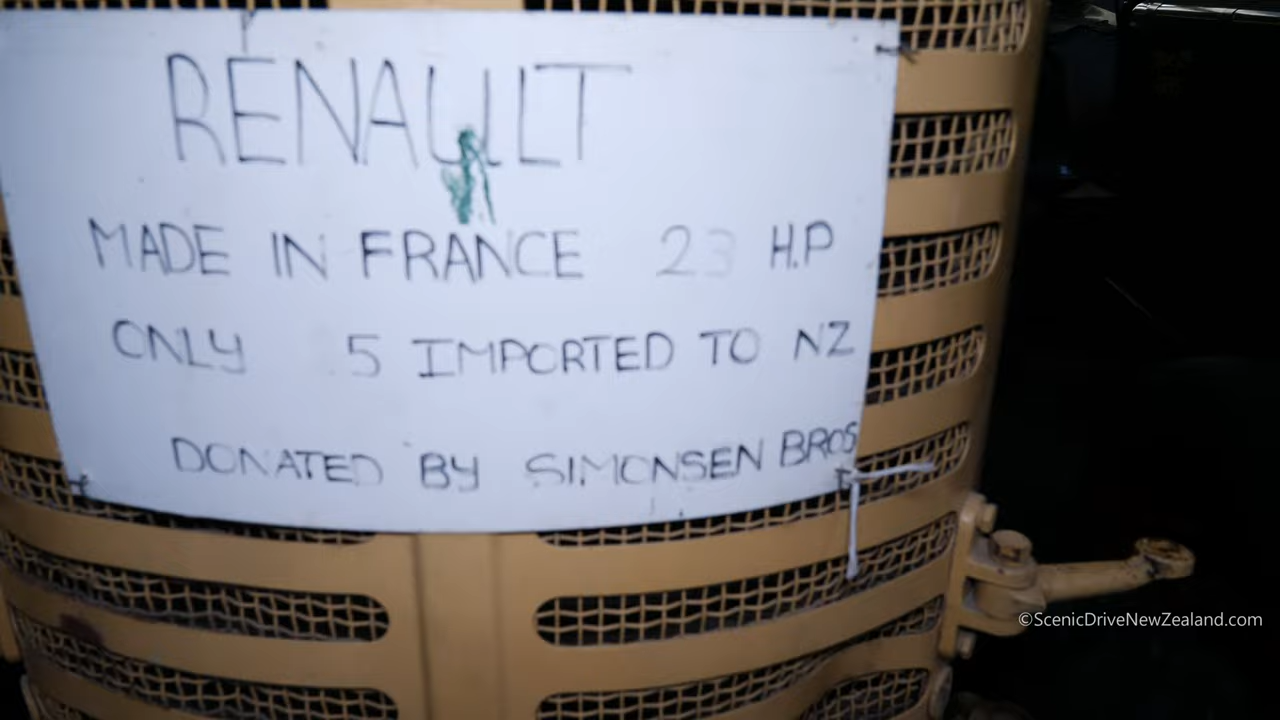 RENAULT
MADE IN FRANCE 23 H.P
ONLY 5 IMPORTED TO NZ
DONATED BY SIMONSEN BROS
©ScenicDriveNewZealand.com